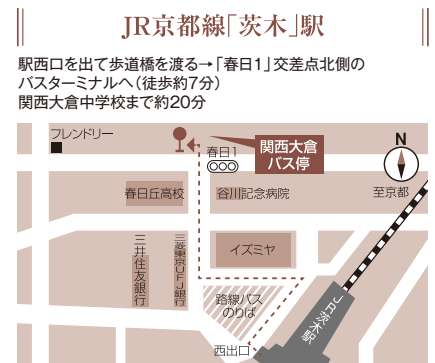 JR京都線「茨木」駅
駅西口を出て歩道橋を渡る→「春日1」交差点北側の
バスターミナルへ（徒歩約7分）
関西大倉中学校まで約20分
フレンドリー
関西大倉
バス停
春日1
N
春日丘高校
谷川記念病院
至京都
三井住友銀行
三菱東京UFJ銀行
イズミヤ
路線バス
のりば
JR茨木駅
西出口